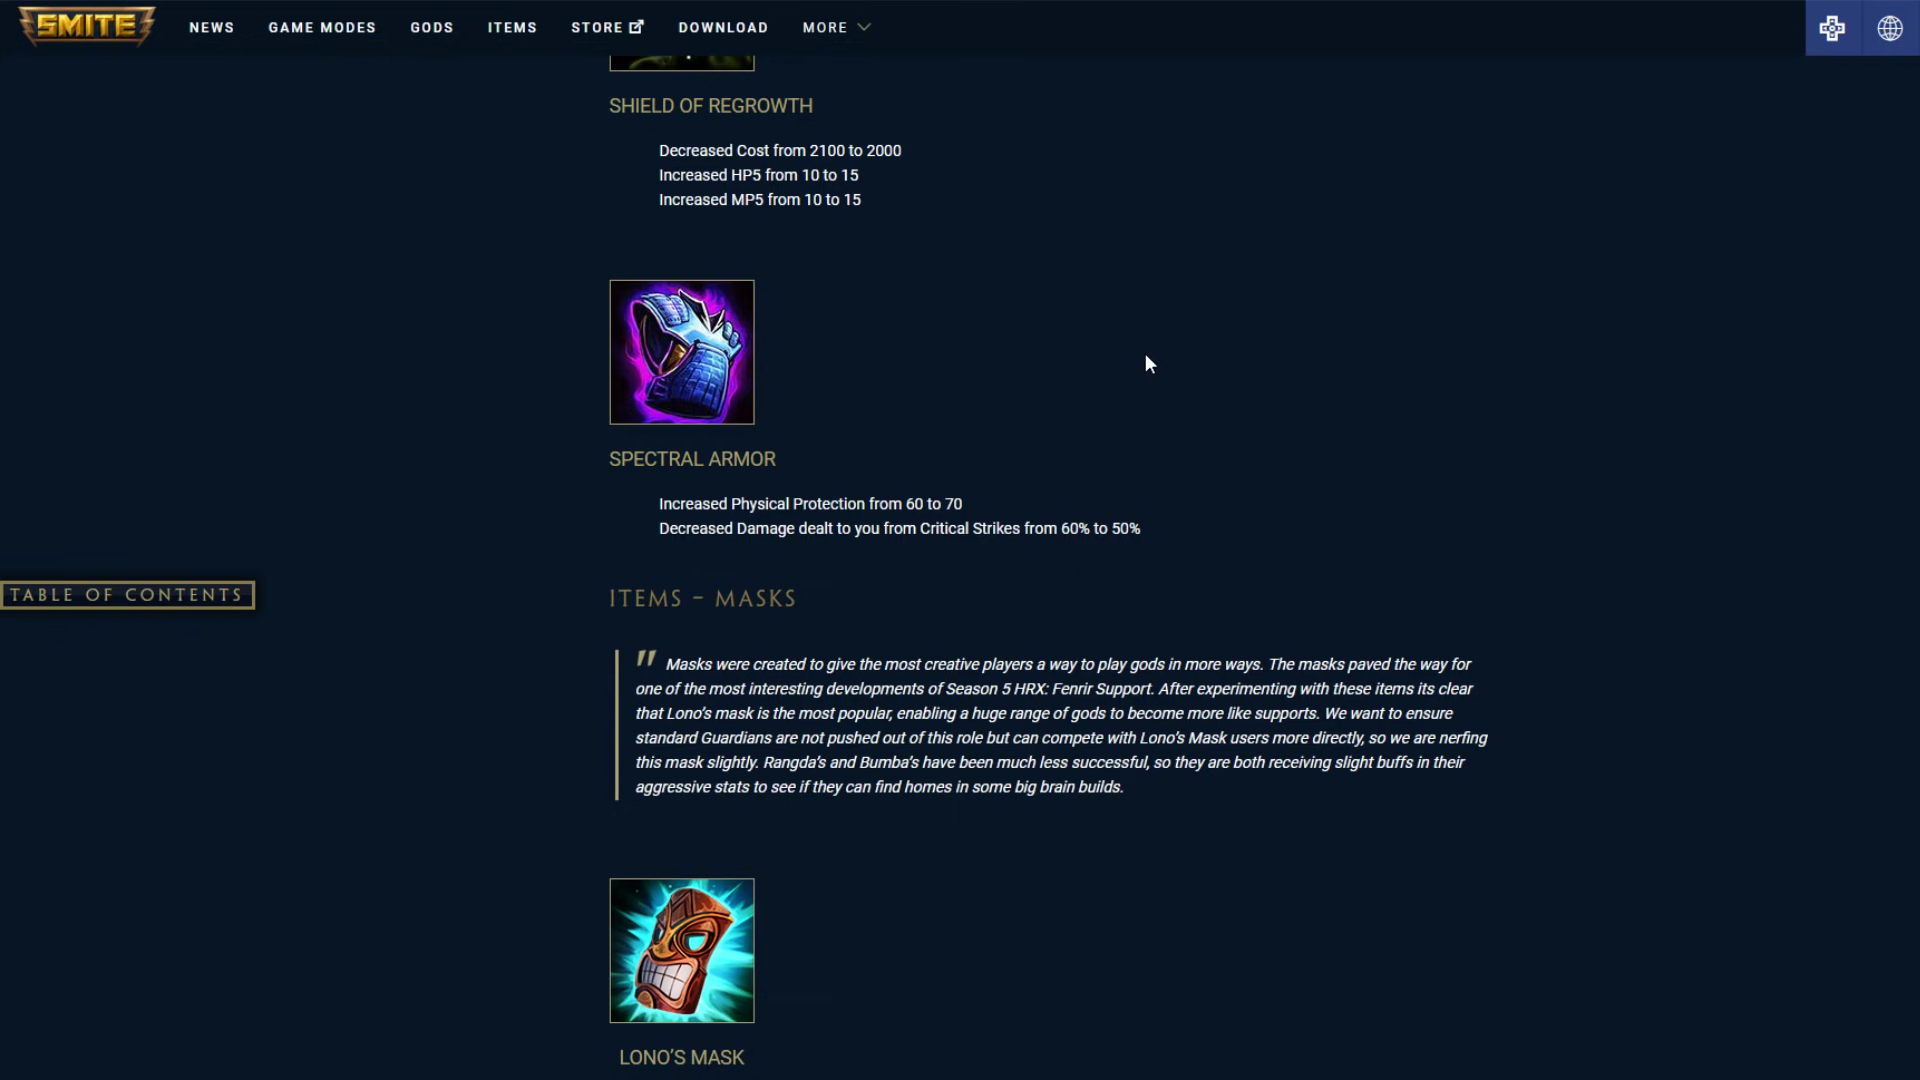 SMITE
NEWS GAME MODES GODS ITEMS STORE DOWNLOAD MORE
SHIELD OF REGROWTH
Decreased Cost from 2100 to 2000
Increased HP5 from 10 to 15
Increased MP5 from 10 to 15
SPECTRAL ARMOR
Increased Physical Protection from 60 to 70
Decreased Damage dealt to you from Critical Strikes from 60% to 50%
TABLE OF CONTENTS
ITEMS - MASKS
" Masks were created to give the most creative players a way to play gods in more ways. The masks paved the way for
one of the most interesting developments of Season 5 HRX: Fenrir Support. After experimenting with these items its clear
that Lono's mask is the most popular, enabling a huge range of gods to become more like supports. We want to ensure
standard Guardians are not pushed out of this role but can compete with Lono's Mask users more directly, so we are nerfing
this mask slightly. Rangda's and Bumba's have been much less successful, so they are both receiving slight buffs in their
aggressive stats to see if they can find homes in some big brain builds.
LONO'S MASK